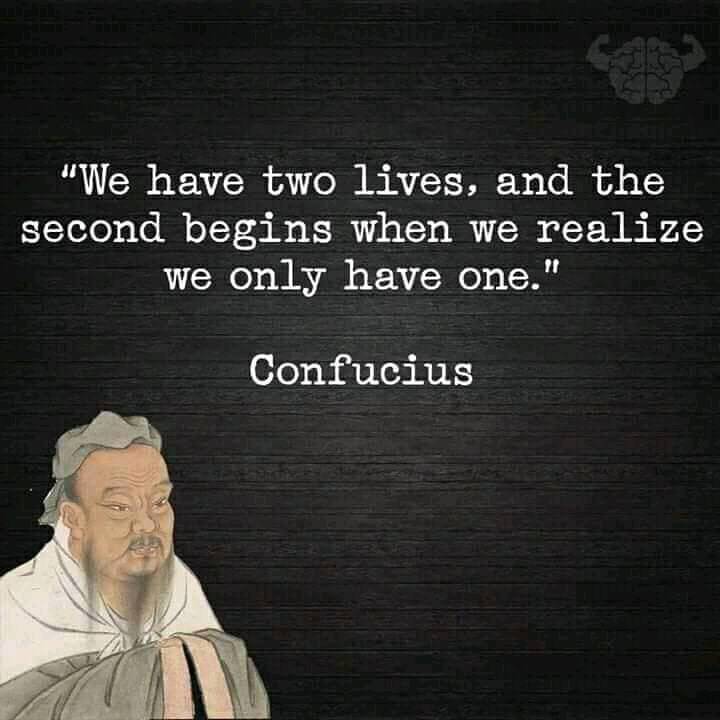 “We have two lives, and the
second begins when we realize
we only have one."
Confucius